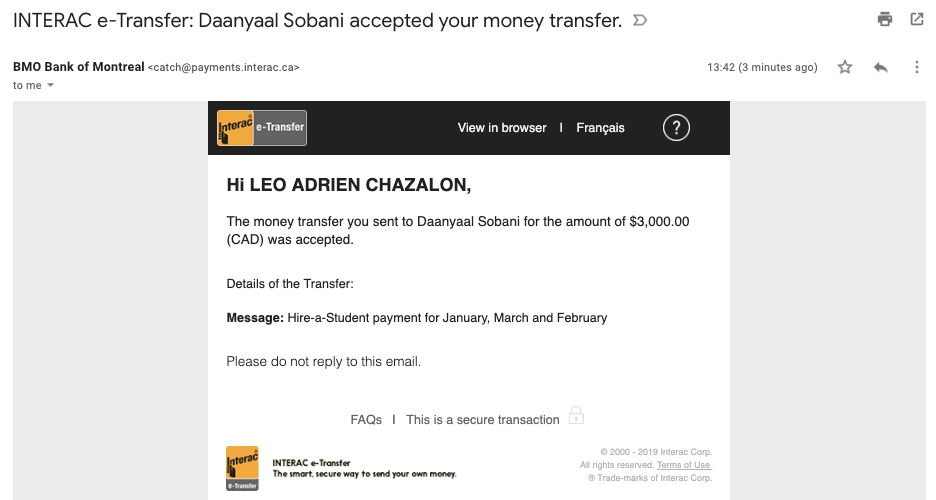 INTERAC e-Transfer: Daanyaal Sobani accepted your money transfer.
BMO Bank of Montreal <catch@payments.interac.ca>
13:42 (3 minutes ago)
to me
Interac e-Transfer
View in browser | Français
?
Hi LEO ADRIEN CHAZALON,
The money transfer you sent to Daanyaal Sobani for the amount of $3,000.00
(CAD) was accepted.
Details of the Transfer:
Message: Hire-a-Student payment for January, March and February
Please do not reply to this email.
FAQs | This is a secure transaction
Interac
e-Transfer
INTERAC e-Transfer
The smart, secure way to send your own money.
© 2000 - 2019 Interac Corp.
All rights reserved. Terms of Use
® Trade-marks of Interac Corp.